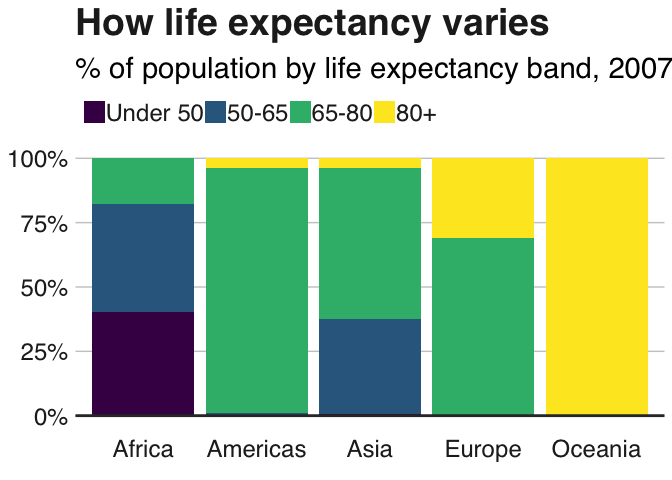 How life expectancy varies
% of population by life expectancy band, 2007
Under 50 50-65 65-80 80+
100%
75%
50%
25%
0%
Africa Americas Asia Europe Oceania